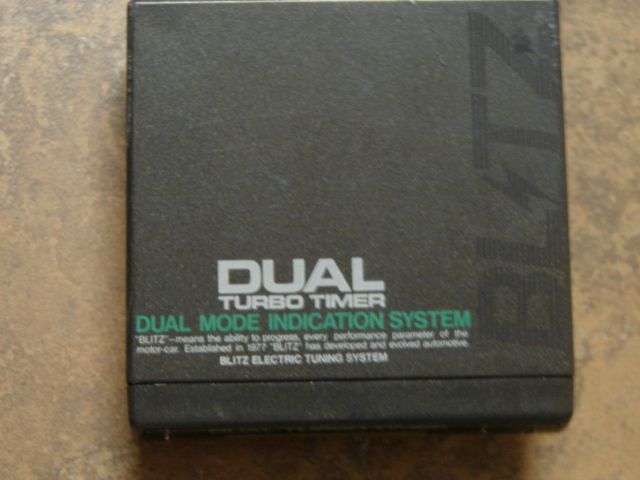 BLITZ
DUAL
TURBO TIMER
DUAL MODE INDICATION SYSTEM
"BLITZ"—means the ability to progress, every performance parameter of the
motor-car. Established in 1977 "BLITZ" has developed and evolved automotive.
BLITZ ELECTRIC TUNING SYSTEM